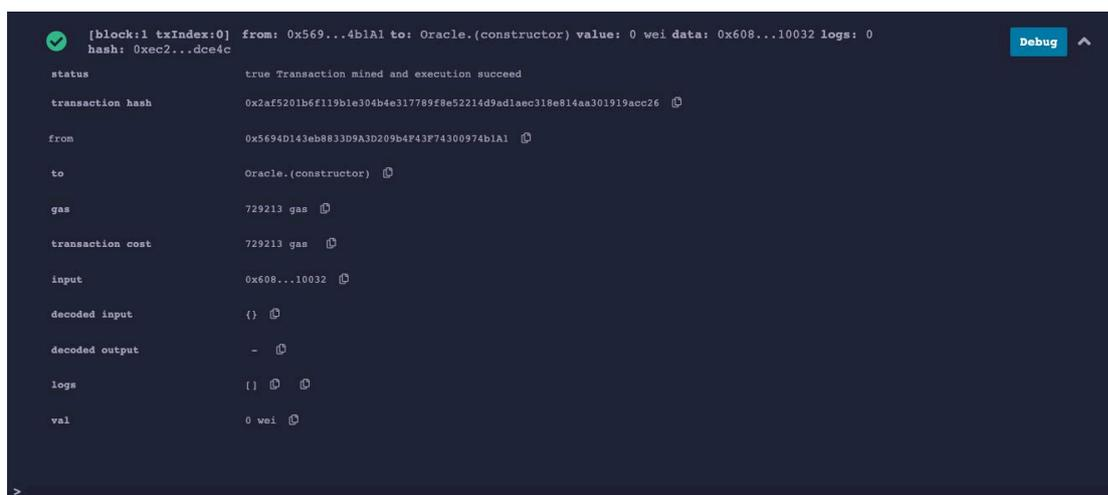 [block:1 txIndex:0] from: 0x569...4b1A1 to: Oracle.(constructor) value: 0 wei data: 0x608...10032 logs: 0
hash: 0xec2...dce4c
Debug
status true Transaction mined and execution succeed
transaction hash 0x2af5201b6f119b1e304b4e317789f8e52214d9ad1aec318e814aa301919acc26
from 0x5694D143eb8833D9A3D209b4F43F74300974b1A1
to Oracle.(constructor)
gas 729213 gas
transaction cost 729213 gas
input 0x608...10032
decoded input {}
decoded output -
logs []
val 0 wei
>